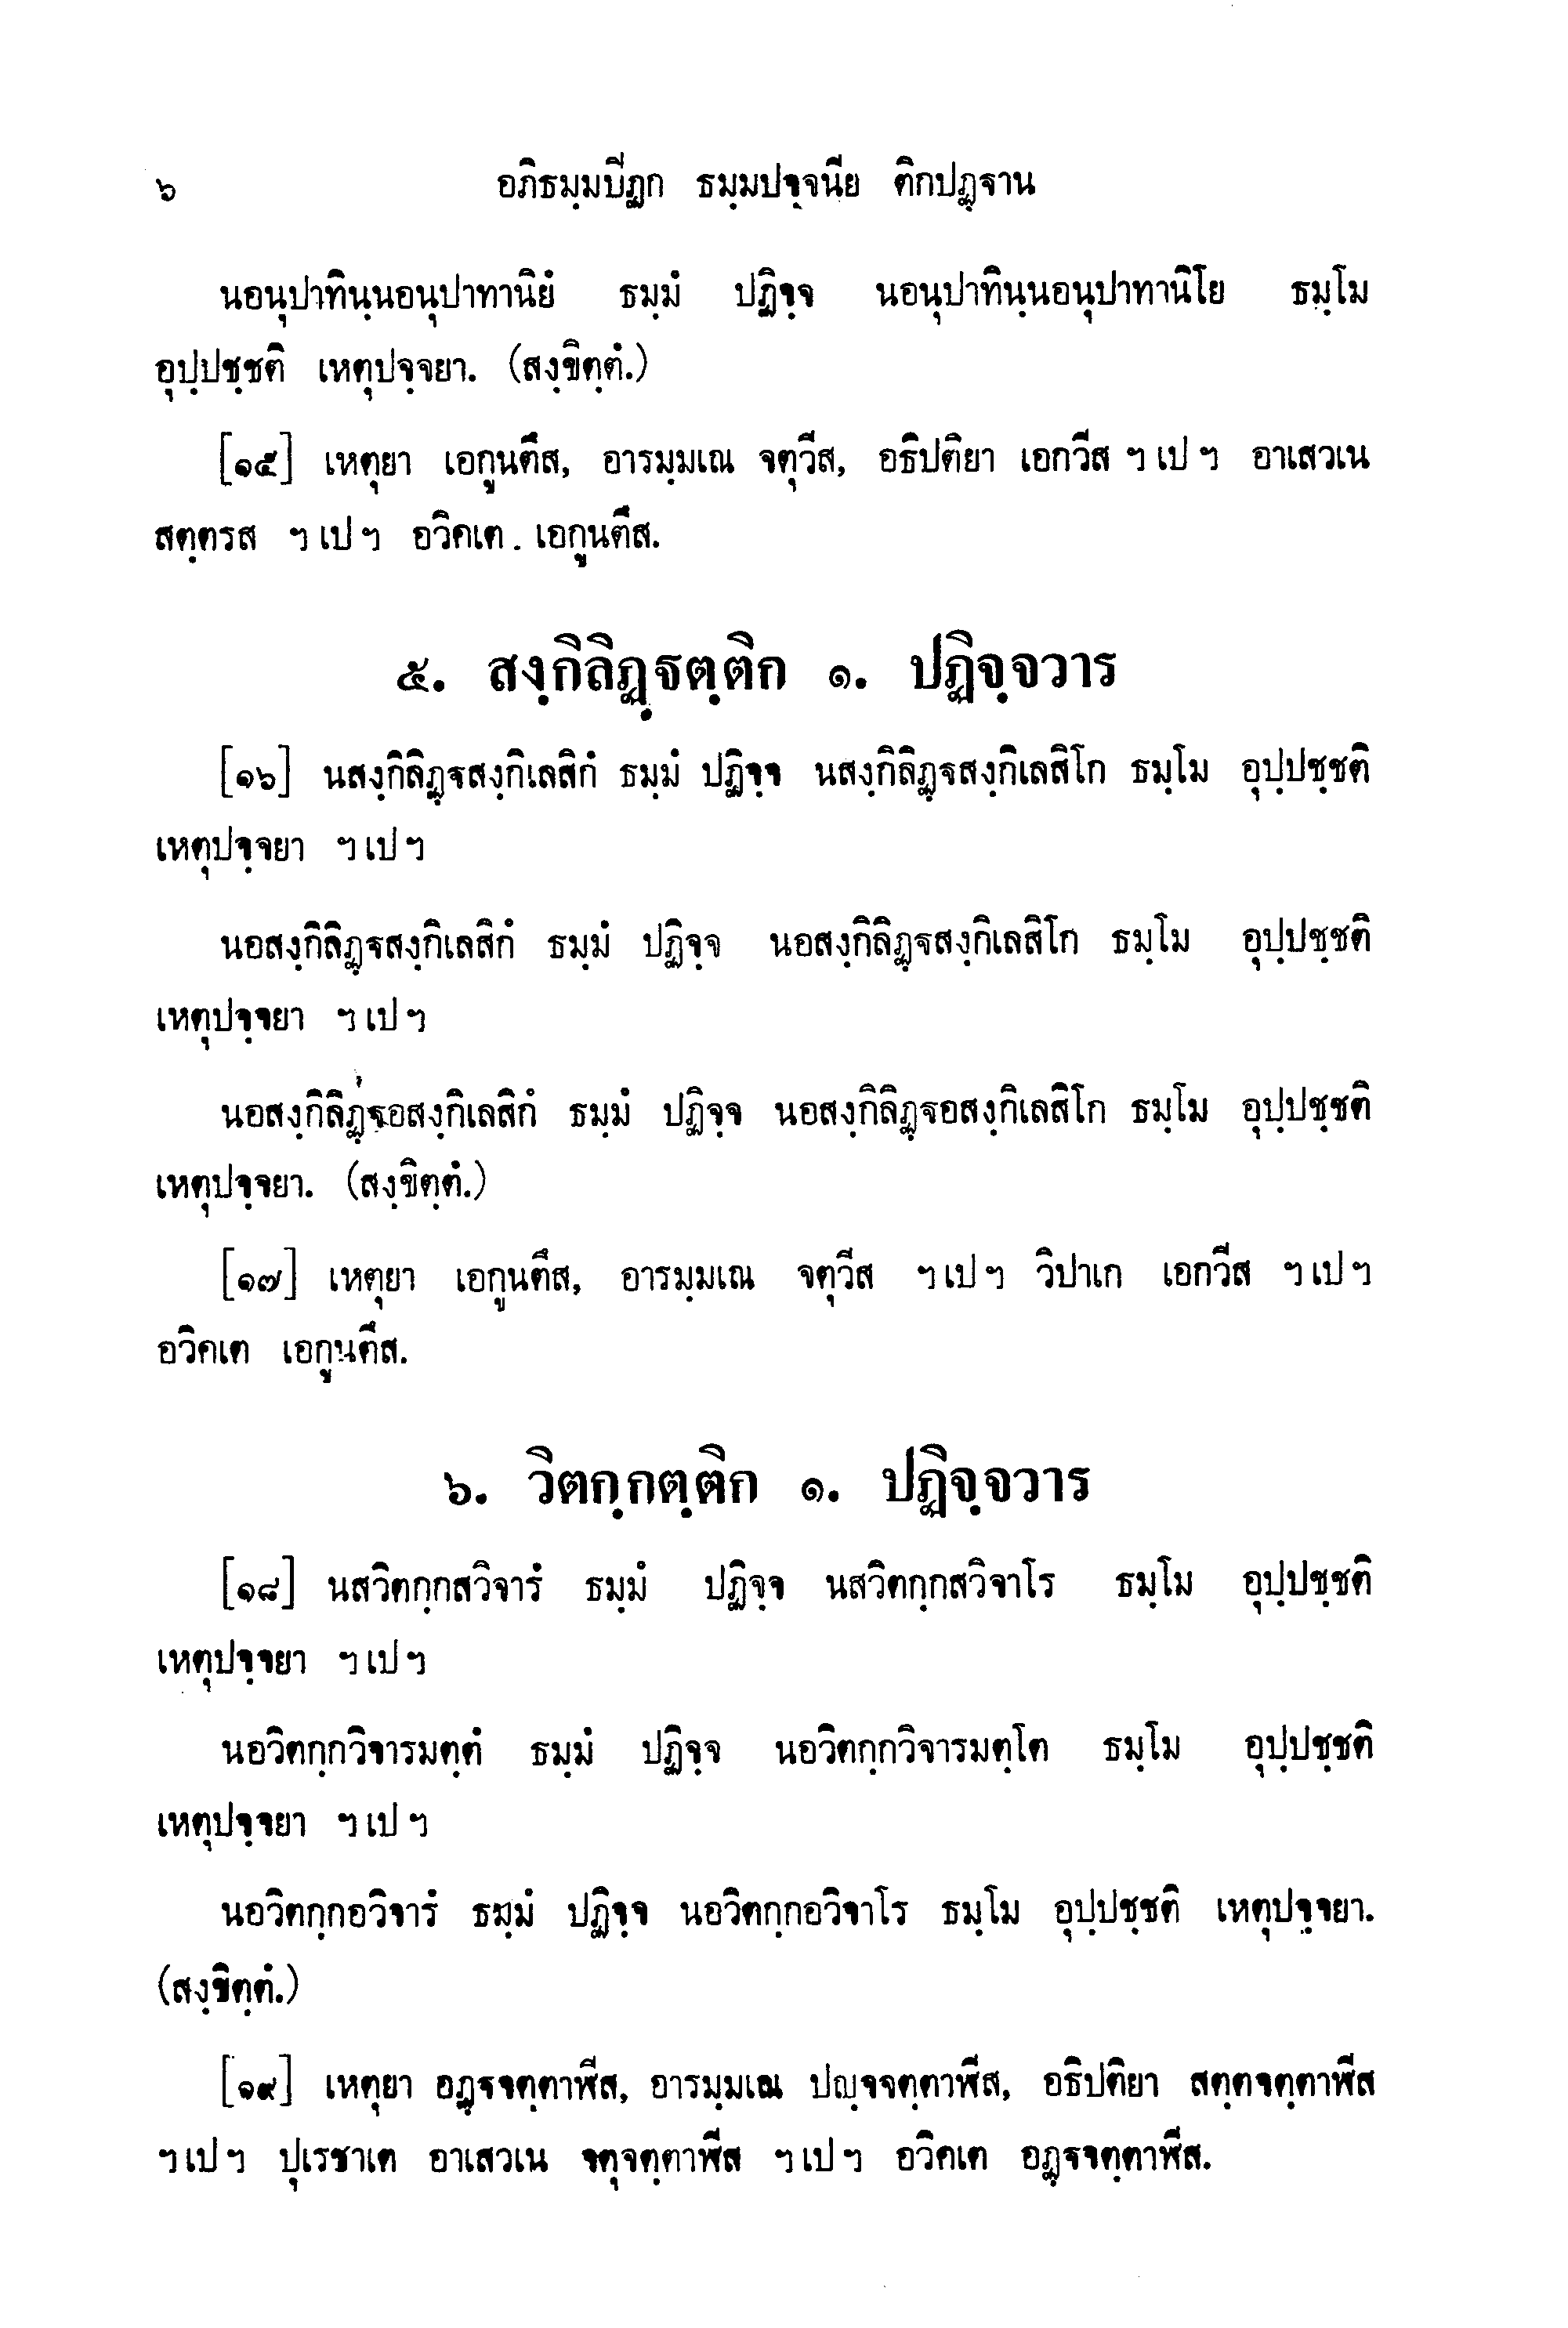 ๖ อภิธมฺมปิฏก ธมฺมปจฺจนีย ติกปฏฺฐาน
นอนุปาทินฺนอนุปาทานิยํ ธมฺมํ ปฏิจฺจ นอนุปาทินฺนอนุปาทานิโย ธมฺโม
อุปฺปชฺชติ เหตุปจฺจยา. (สงฺขิตฺตํ.)
[๑๕] เหตุยา เอกูนตึส, อารมฺมเณ จตุวีส, อธิปติยา เอกวีส ฯ เป ฯ อาเสวเน
สตฺตรส ฯ เป ฯ อวิคเต . เอกูนตึส.
๕. สงฺกิลิฏฺฐตฺติก ๑. ปฏิจฺจวาร
[๑๖] นสงฺกิลิฏฺฐสงฺกิเลสิกํ ธมฺมํ ปฏิจฺจ นสงฺกิลิฏฺฐสงฺกิเลสิโก ธมฺโม อุปฺปชฺชติ
เหตุปจฺจยา ฯ เป ฯ
นอสงฺกิลิฏฺฐสงฺกิเลสิกํ ธมฺมํ ปฏิจฺจ นอสงฺกิลิฏฺฐสงฺกิเลสิโก ธมฺโม อุปฺปชฺชติ
เหตุปจฺจยา ฯ เป ฯ
นอสงฺกิลิฏฺฐอสงฺกิเลสิกํ ธมฺมํ ปฏิจฺจ นอสงฺกิลิฏฺฐอสงฺกิเลสิโก ธมฺโม อุปฺปชฺชติ
เหตุปจฺจยา. (สงฺขิตฺตํ.)
[๑๗] เหตุยา เอกูนตึส, อารมฺมเณ จตุวีส ฯ เป ฯ วิปาเก เอกวีส ฯ เป ฯ
อวิคเต เอกูนตึส.
๖. วิตกฺกตฺติก ๑. ปฏิจฺจวาร
[๑๘] นสวิตกฺกสวิจารํ ธมฺมํ ปฏิจฺจ นสวิตกฺกสวิจาโร ธมฺโม อุปฺปชฺชติ
เหตุปจฺจยา ฯ เป ฯ
นอวิตกฺกวิจารมตฺตํ ธมฺมํ ปฏิจฺจ นอวิตกฺกวิจารมตฺโต ธมฺโม อุปฺปชฺชติ
เหตุปจฺจยา ฯ เป ฯ
นอวิตกฺกอวิจารํ ธมฺมํ ปฏิจฺจ นอวิตกฺกอวิจาโร ธมฺโม อุปฺปชฺชติ เหตุปจฺจยา.
(สงฺขิตฺตํ.)
[๑๙] เหตุยา อฏฺฐจตฺตาฬีส, อารมฺมเณ ปญฺจจตฺตาฬีส, อธิปติยา สตฺตจตฺตาฬีส
ฯ เป ฯ ปุเรชาเต อาเสวเน จตุจตฺตาฬีส ฯ เป ฯ อวิคเต อฏฺฐจตฺตาฬีส.